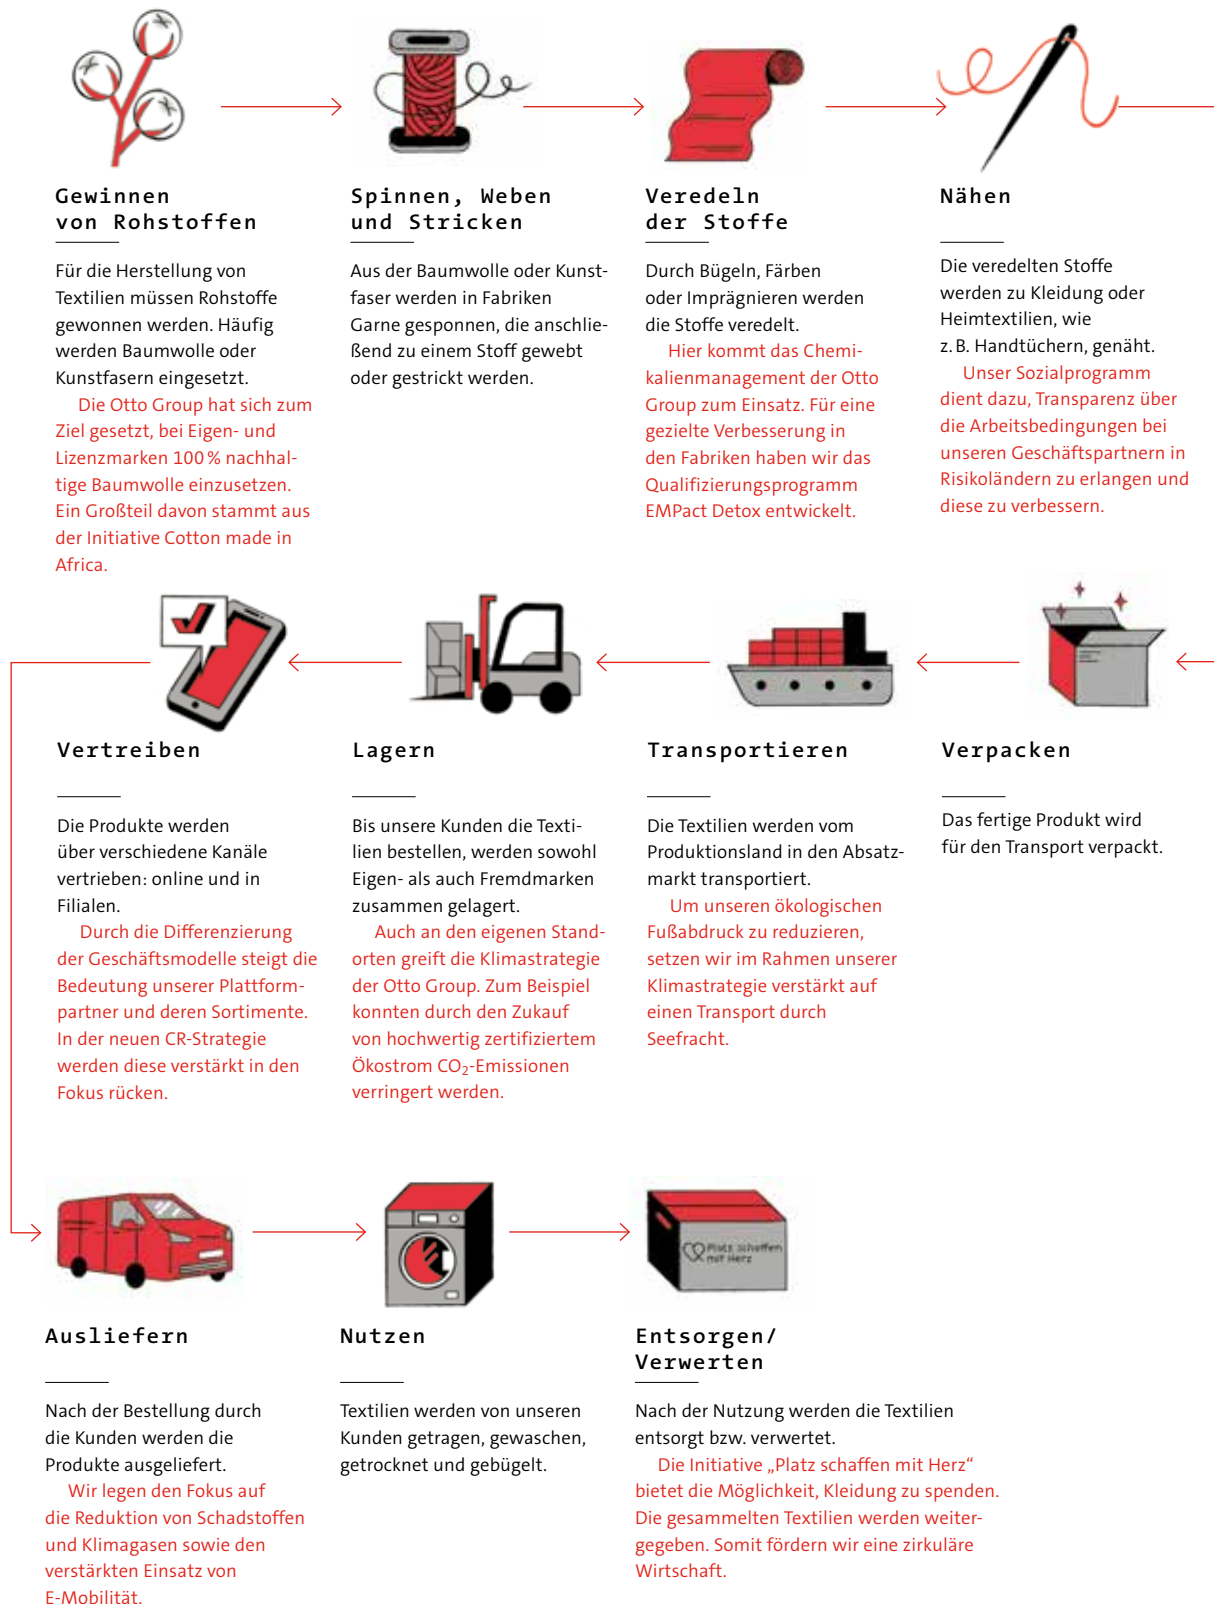 Gewinnen
von Rohstoffen
Für die Herstellung von
Textilien müssen Rohstoffe
gewonnen werden. Häufig
werden Baumwolle oder
Kunstfasern eingesetzt.
Die Otto Group hat sich zum
Ziel gesetzt, bei Eigen- und
Lizenzmarken 100 % nachhal-
tige Baumwolle einzusetzen.
Ein Großteil davon stammt aus
der Initiative Cotton made in
Africa.
Spinnen, Weben
und Stricken
Aus der Baumwolle oder Kunst-
faser werden in Fabriken
Garne gesponnen, die anschlie-
ßend zu einem Stoff gewebt
oder gestrickt werden.
Veredeln
der Stoffe
Durch Bügeln, Färben
oder Imprägnieren werden
die Stoffe veredelt.
Hier kommt das Chemi-
kalienmanagement der Otto
Group zum Einsatz. Für eine
gezielte Verbesserung in
den Fabriken haben wir das
Qualifizierungsprogramm
EMPact Detox entwickelt.
Nähen
Die veredelten Stoffe
werden zu Kleidung oder
Heimtextilien, wie
z. B. Handtüchern, genäht.
Unser Sozialprogramm
dient dazu, Transparenz über
die Arbeitsbedingungen bei
unseren Geschäftspartnern in
Risikoländern zu erlangen und
diese zu verbessern.
Vertreiben
Die Produkte werden
über verschiedene Kanäle
vertrieben: online und in
Filialen.
Durch die Differenzierung
der Geschäftsmodelle steigt die
Bedeutung unserer Plattform-
partner und deren Sortimente.
In der neuen CR-Strategie
werden diese verstärkt in den
Fokus rücken.
Lagern
Bis unsere Kunden die Texti-
lien bestellen, werden sowohl
Eigen- als auch Fremdmarken
zusammen gelagert.
Auch an den eigenen Stand-
orten greift die Klimastrategie
der Otto Group. Zum Beispiel
konnten durch den Zukauf
von hochwertig zertifiziertem
Ökostrom CO₂-Emissionen
verringert werden.
Transportieren
Die Textilien werden vom
Produktionsland in den Absatz-
markt transportiert.
Um unseren ökologischen
Fußabdruck zu reduzieren,
setzen wir im Rahmen unserer
Klimastrategie verstärkt auf
einen Transport durch
Seefracht.
Verpacken
Das fertige Produkt wird
für den Transport verpackt.
Ausliefern
Nach der Bestellung durch
die Kunden werden die
Produkte ausgeliefert.
Wir legen den Fokus auf
die Reduktion von Schadstoffen
und Klimagasen sowie den
verstärkten Einsatz von
E-Mobilität.
Nutzen
Textilien werden von unseren
Kunden getragen, gewaschen,
getrocknet und gebügelt.
Platz schaffen
mit Herz
Entsorgen/
Verwerten
Nach der Nutzung werden die Textilien
entsorgt bzw. verwertet.
Die Initiative „Platz schaffen mit Herz“
bietet die Möglichkeit, Kleidung zu spenden.
Die gesammelten Textilien werden weiter-
gegeben. Somit fördern wir eine zirkuläre
Wirtschaft.